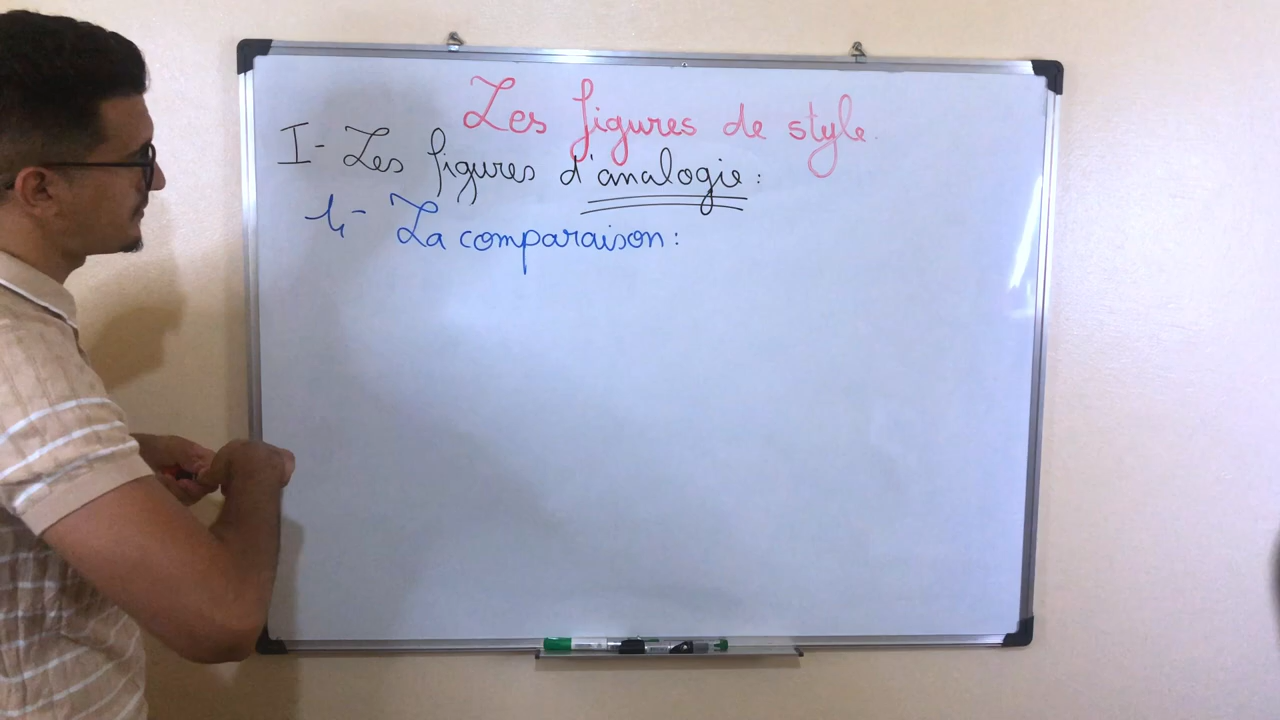 Les figures de style.
I- Les figures d'analogie :
1- La comparaison :